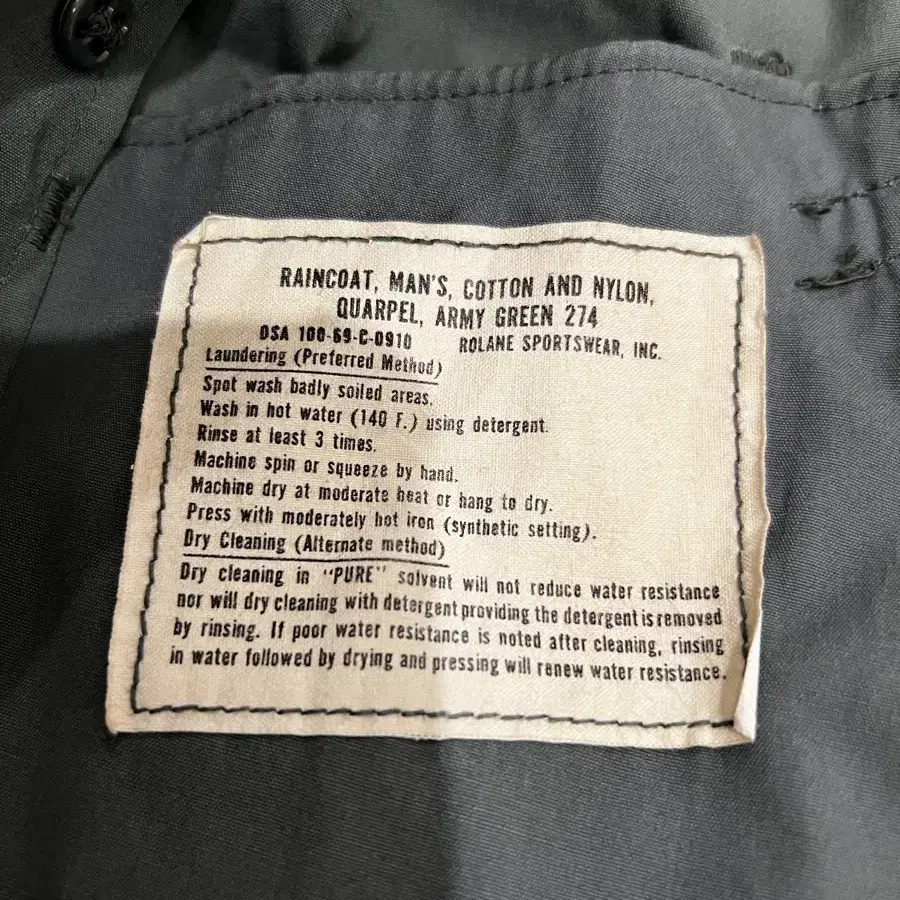 RAINCOAT, MAN'S, COTTON AND NYLON,
QUARPEL, ARMY GREEN 274
DSA 100-69-C-0910 ROLANE SPORTSWEAR, INC.
Laundering (Preferred Method)
Spot wash badly soiled areas.
Wash in hot water (140 F.) using detergent.
Rinse at least 3 times.
Machine spin or squeeze by hand.
Machine dry at moderate heat or hang to dry.
Press with moderately hot iron (synthetic setting).
Dry Cleaning (Alternate method)
Dry cleaning in "PURE" solvent will not reduce water resistance
nor will dry cleaning with detergent providing the detergent is removed
by rinsing. If poor water resistance is noted after cleaning, rinsing
in water followed by drying and pressing will renew water resistance.